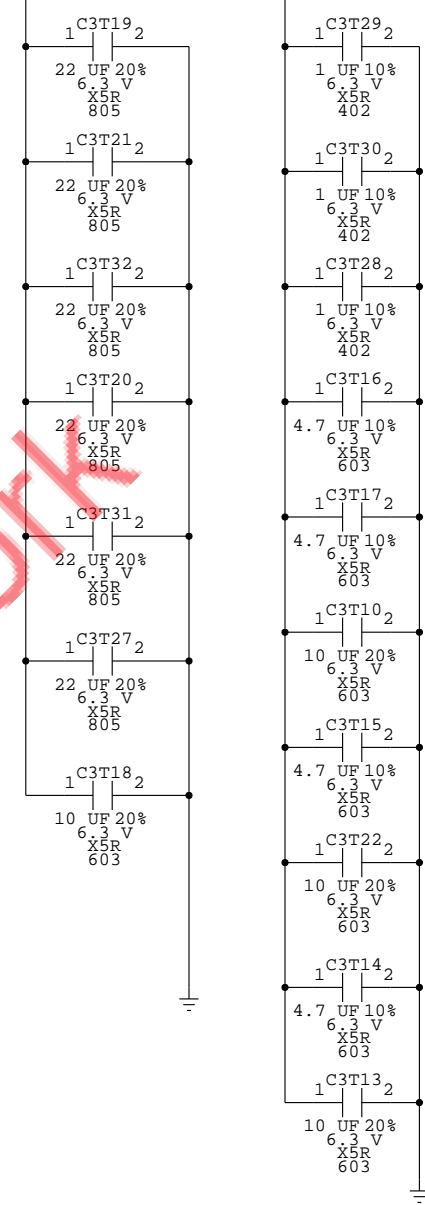 1 C3T19 2
22 UF 20%
6.3 V
X5R
805
1 C3T21 2
22 UF 20%
6.3 V
X5R
805
1 C3T32 2
22 UF 20%
6.3 V
X5R
805
1 C3T20 2
22 UF 20%
6.3 V
X5R
805
1 C3T31 2
22 UF 20%
6.3 V
X5R
805
1 C3T27 2
22 UF 20%
6.3 V
X5R
805
1 C3T18 2
10 UF 20%
6.3 V
X5R
603
1 C3T29 2
1 UF 10%
6.3 V
X5R
402
1 C3T30 2
1 UF 10%
6.3 V
X5R
402
1 C3T28 2
1 UF 10%
6.3 V
X5R
402
1 C3T16 2
4.7 UF 10%
6.3 V
X5R
603
1 C3T17 2
4.7 UF 10%
6.3 V
X5R
603
1 C3T10 2
10 UF 20%
6.3 V
X5R
603
1 C3T15 2
4.7 UF 10%
6.3 V
X5R
603
1 C3T22 2
10 UF 20%
6.3 V
X5R
603
1 C3T14 2
4.7 UF 10%
6.3 V
X5R
603
1 C3T13 2
10 UF 20%
6.3 V
X5R
603